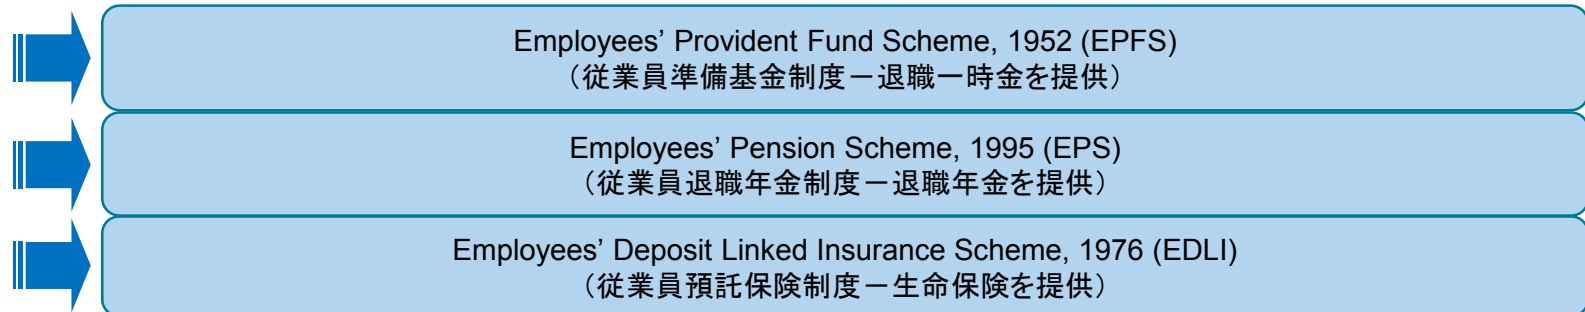 Employees’ Provident Fund Scheme, 1952 (EPFS)
（従業員準備基金制度－退職一時金を提供）
Employees’ Pension Scheme, 1995 (EPS)
（従業員退職年金制度－退職年金を提供）
Employees’ Deposit Linked Insurance Scheme, 1976 (EDLI)
（従業員預託保険制度－生命保険を提供）